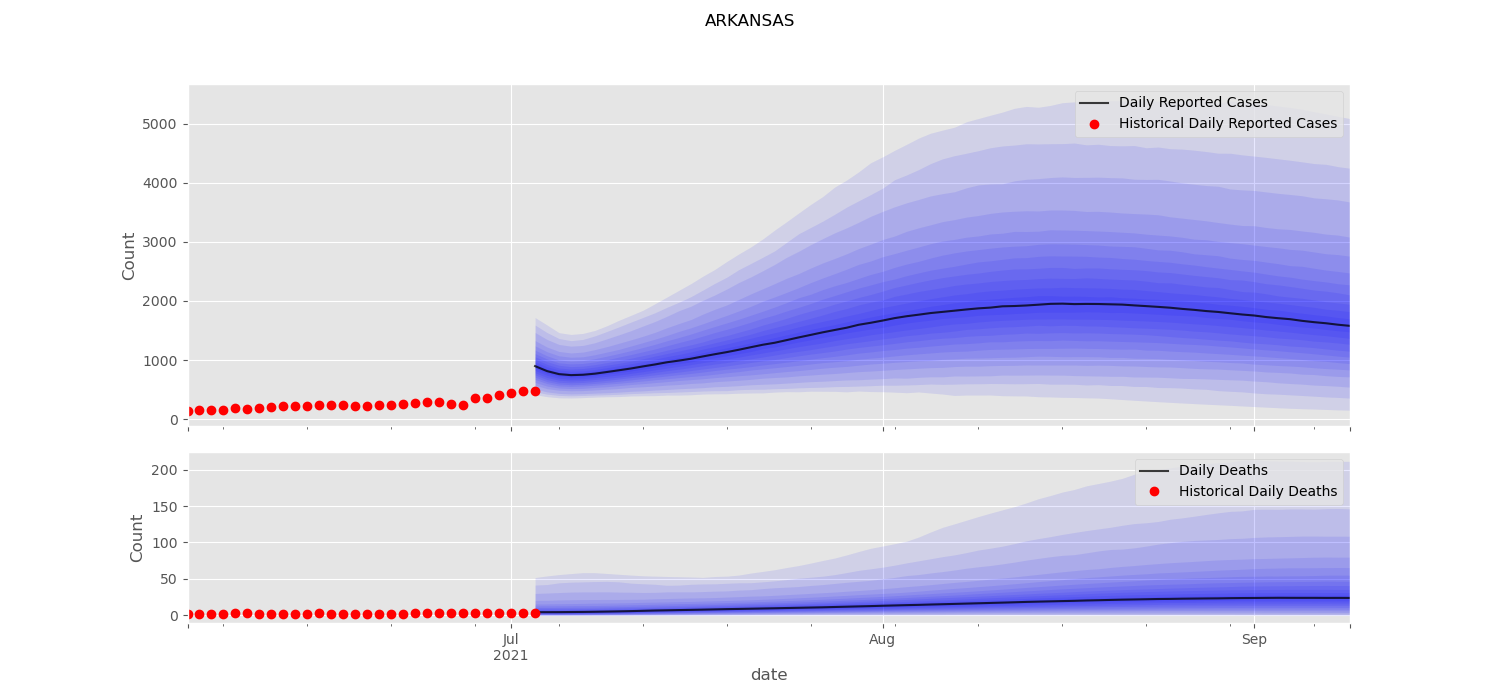 ARKANSAS
Daily Reported Cases
Historical Daily Reported Cases
5000
4000
3000
2000
1000
0
Count
Daily Deaths
Historical Daily Deaths
200
150
100
50
0
Count
Jul
2021
Aug
Sep
date